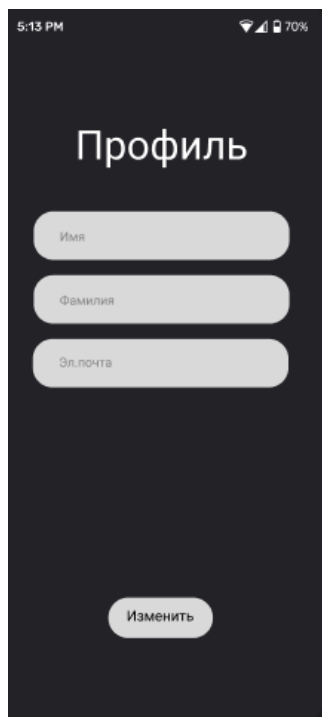 5:13 PM 70%
Профиль
Имя
Фамилия
Эл.почта
Изменить